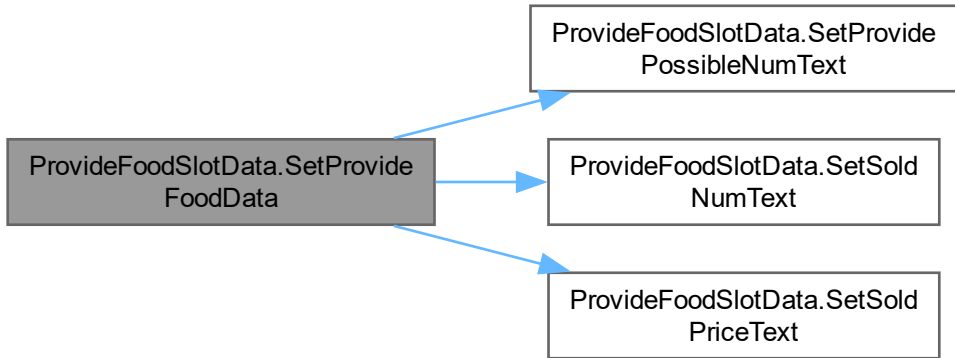 ProvideFoodSlotData.SetProvide
PossibleNumText
ProvideFoodSlotData.SetProvide
FoodData
ProvideFoodSlotData.SetSold
NumText
ProvideFoodSlotData.SetSold
PriceText